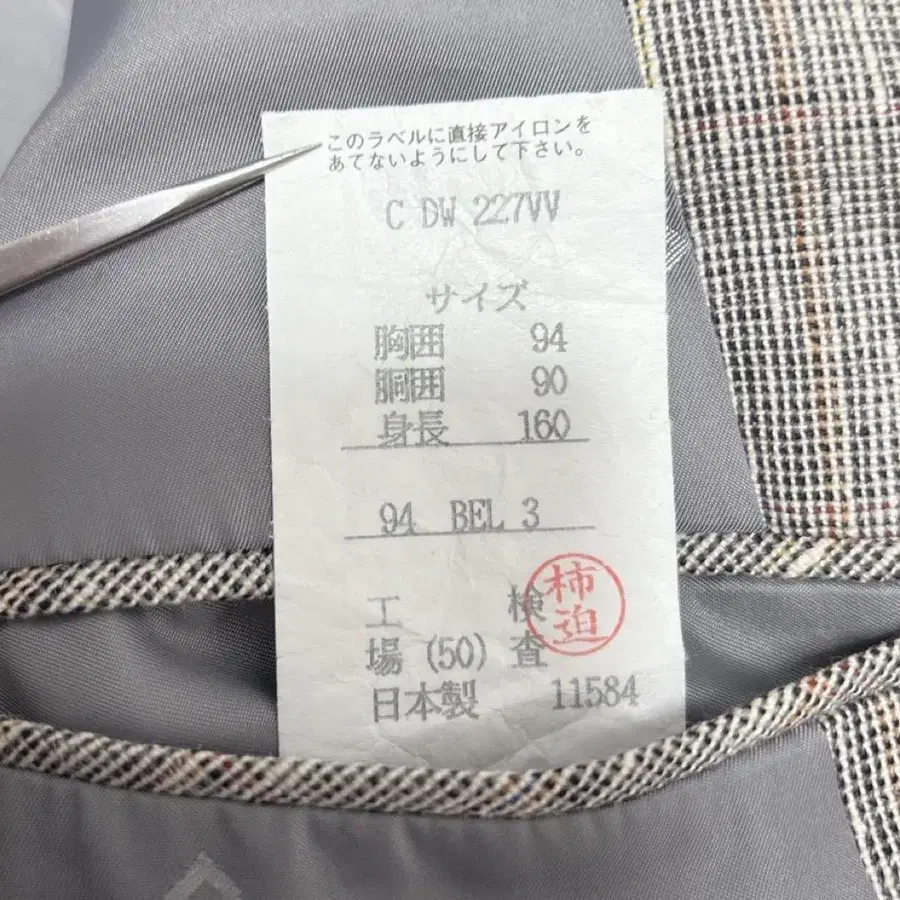 このラベルに直接アイロンを
あてないようにして下さい。
C DW 227VV
サイズ
胸囲 94
胴囲 90
身長 160
94 BEL 3
工 検
場 (50) 査
柿迫
日本製 11584